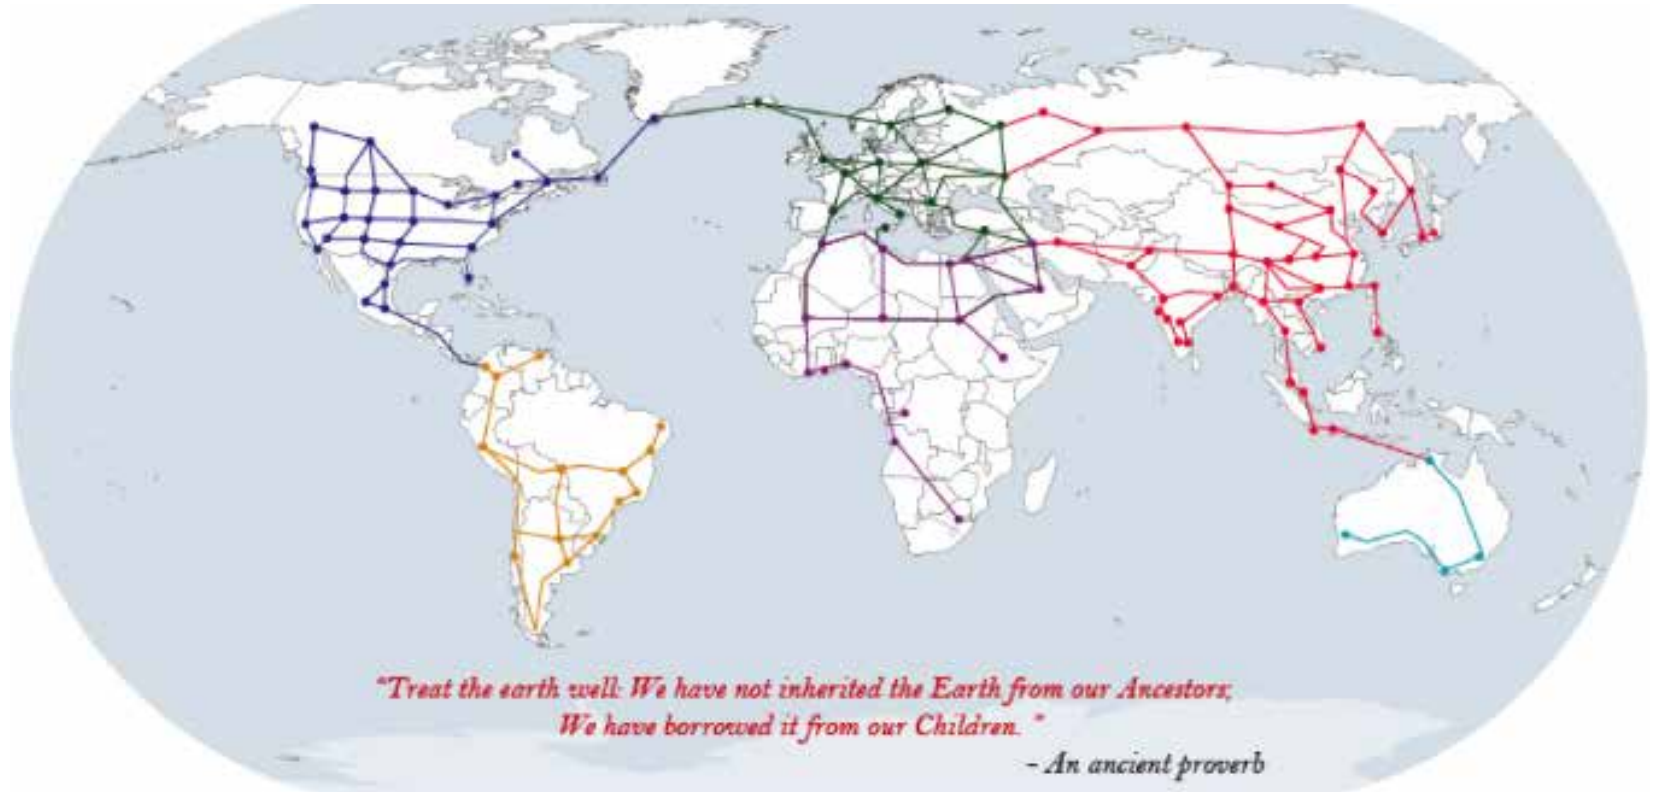 "Treat the earth well: We have not inherited the Earth from our Ancestors;
We have borrowed it from our Children. "
- An ancient proverb